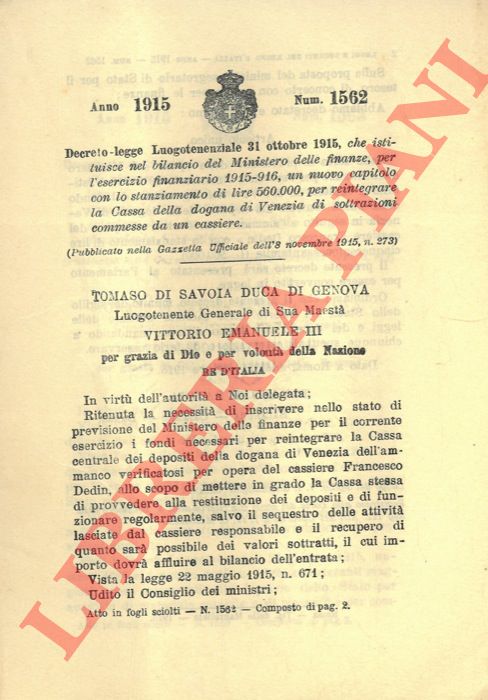 Anno 1915
Num. 1562
Decreto-legge Luogotenenziale 31 ottobre 1915, che isti-
tuisce nel bilancio del Ministero delle finanze, per
l'esercizio finanziario 1915-916, un nuovo capitolo
con lo stanziamento di lire 560.000, per reintegrare
la Cassa della dogana di Venezia di sottrazioni
commesse da un cassiere.
(Pubblicato nella Gazzetta Ufficiale dell'8 novembre 1915, n. 273)
TOMASO DI SAVOIA DUCA DI GENOVA
Luogotenente Generale di Sua Maestà
VITTORIO EMANUELE III
per grazia di Dio e per volontà della Nazione
RE D'ITALIA
In virtù dell'autorità a Noi delegata;
Ritenuta la necessità di inscrivere nello stato di
previsione del Ministero delle finanze per il corrente
esercizio i fondi necessari per reintegrare la Cassa
centrale dei depositi della dogana di Venezia dell'am-
manco verificatosi per opera del cassiere Francesco
Dedin, allo scopo di mettere in grado la Cassa stessa
di provvedere alla restituzione dei depositi e di fun-
zionare regolarmente, salvo il sequestro delle attività
lasciate dal cassiere responsabile e il recupero di
quanto sarà possibile dei valori sottratti, il cui im-
porto dovrà affluire al bilancio dell'entrata;
Vista la legge 22 maggio 1915, n. 671;
Udito il Consiglio dei ministri;
Atto in fogli sciolti — N. 1562 — Composto di pag. 2.
LIBRERIA PIANI